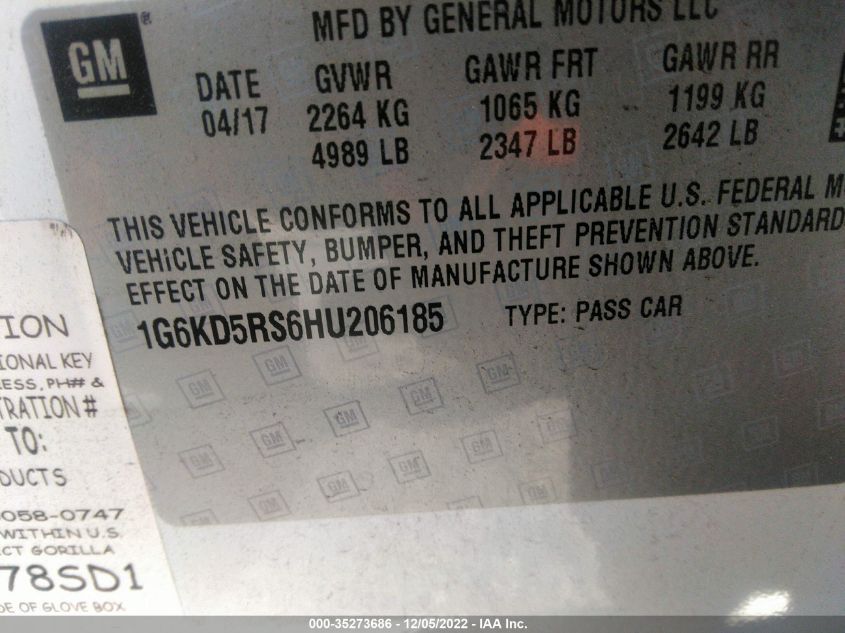 MFD BY GENERAL MOTORS LLC
GM
DATE GVWR GAWR FRT GAWR RR
04/17 2264 KG 1065 KG 1199 KG
4989 LB 2347 LB 2642 LB
THIS VEHICLE CONFORMS TO ALL APPLICABLE U.S. FEDERAL M
VEHICLE SAFETY, BUMPER, AND THEFT PREVENTION STANDARD
EFFECT ON THE DATE OF MANUFACTURE SHOWN ABOVE.
1G6KD5RS6HU206185 TYPE: PASS CAR
TION
IONAL KEY
RESS, PH# &
TRATION#
TO:
DUCTS
0058-0747
WITHIN U.S.
CT GORILLA
78SD1
DE OF GLOVE BOX
000-35273686 - 12/05/2022 - IAA Inc.